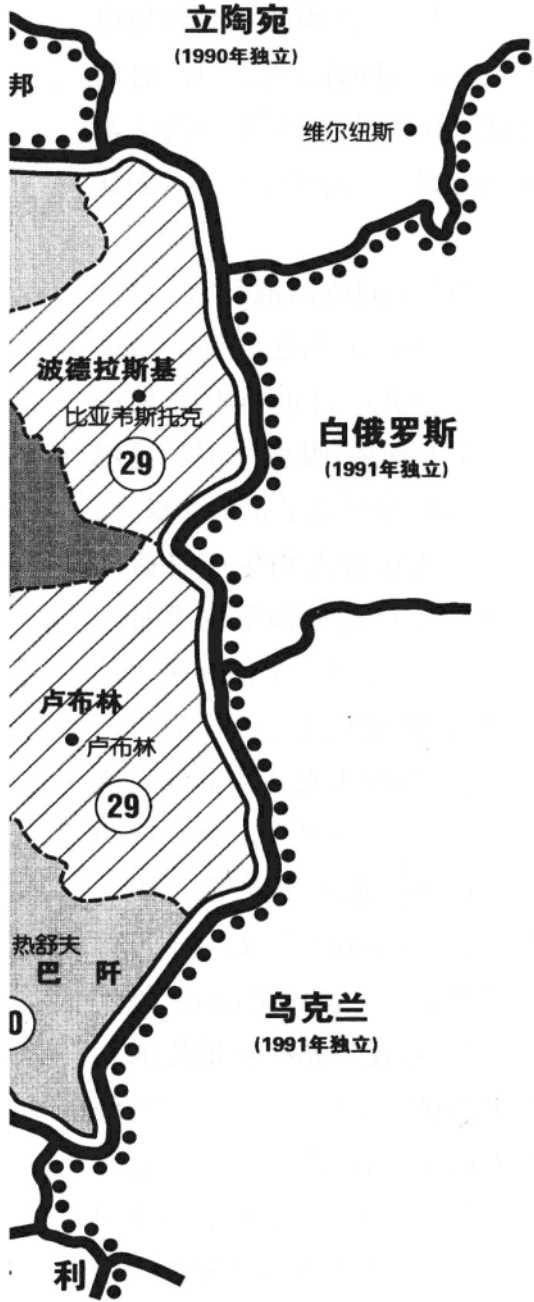 立陶宛
(1990年独立)
邦
维尔纽斯
波德拉斯基
比亚韦斯托克
29
白俄罗斯
(1991年独立)
卢布林
卢布林
29
热舒夫
巴阡
0
乌克兰
(1991年独立)
利